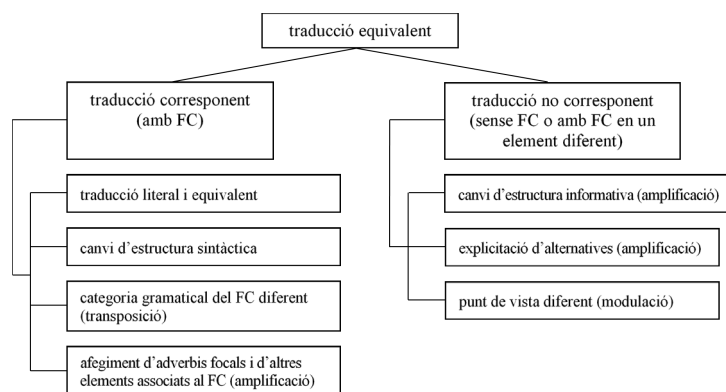 traducció equivalent
traducció corresponent
(amb FC)
traducció literal i equivalent
canvi d'estructura sintàctica
categoria gramatical del FC diferent
(transposició)
afegiment d'adverbis focals i d'altres
elements associats al FC (amplificació)
traducció no corresponent
(sense FC o amb FC en un
element diferent)
canvi d'estructura informativa (amplificació)
explicitació d'alternatives (amplificació)
punt de vista diferent (modulació)